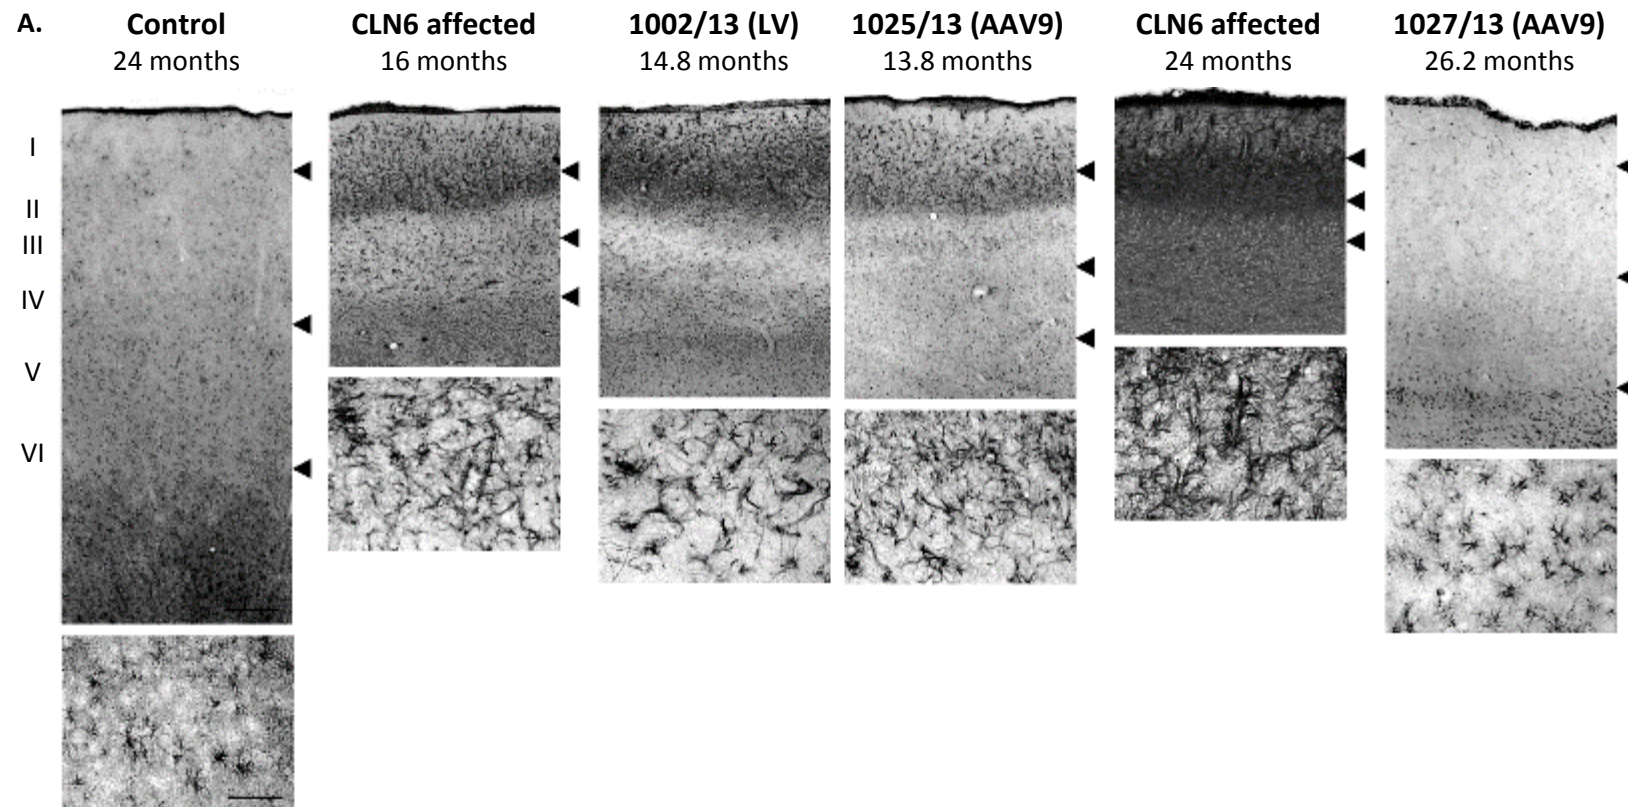 A.
Control
24 months
CLN6 affected
16 months
1002/13 (LV)
14.8 months
1025/13 (AAV9)
13.8 months
CLN6 affected
24 months
1027/13 (AAV9)
26.2 months
I
II
III
IV
V
VI